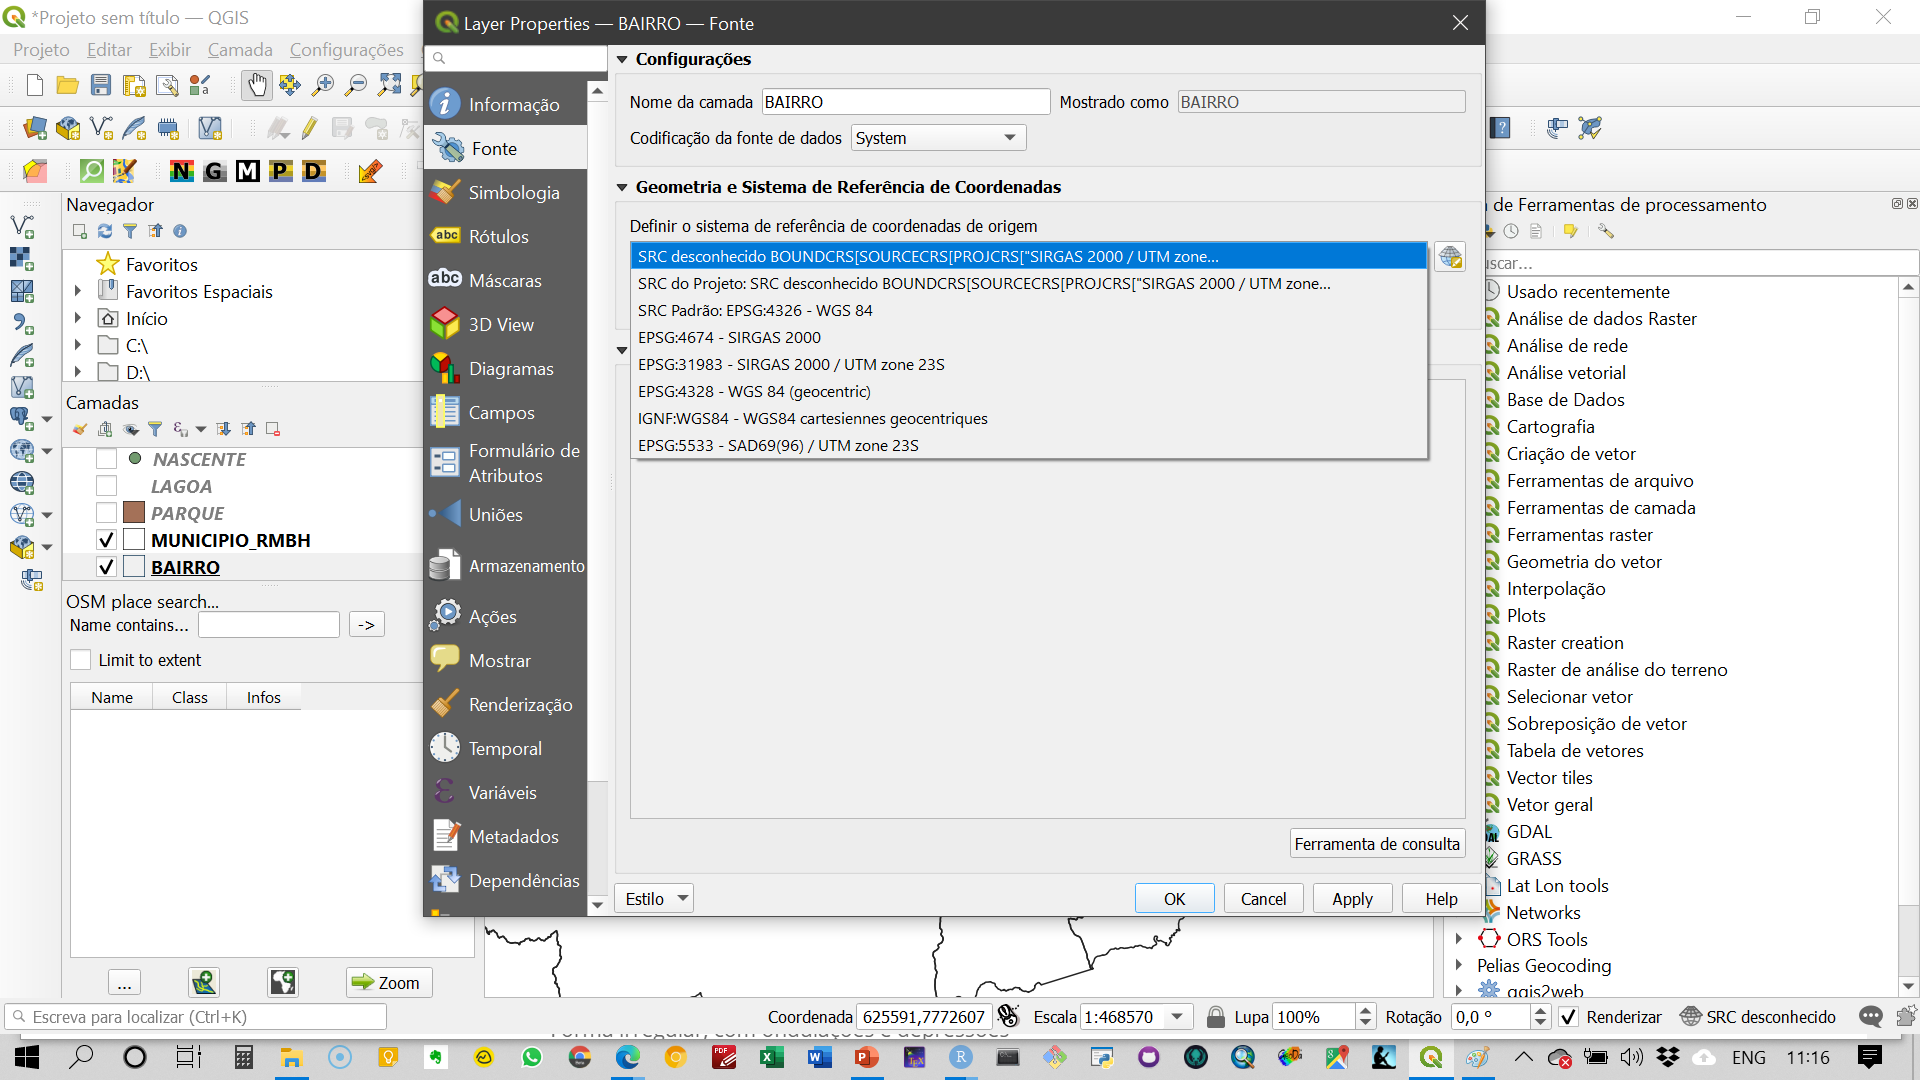 *Projeto sem título — QGIS
Projeto Editar Exibir Camada Configurações
Layer Properties — BAIRRO — Fonte
Informação
Fonte
Simbologia
abc Rótulos
abc Máscaras
3D View
Diagramas
Campos
Formulário de
Atributos
Uniões
Armazenamento
Ações
Mostrar
Renderização
Temporal
Variáveis
Metadados
Dependências
Configurações
Nome da camada BAIRRO Mostrado como BAIRRO
Codificação da fonte de dados System
Geometria e Sistema de Referência de Coordenadas
Definir o sistema de referência de coordenadas de origem
SRC desconhecido BOUNDCRS[SOURCECRS[PROJCRS["SIRGAS 2000 / UTM zone...
SRC do Projeto: SRC desconhecido BOUNDCRS[SOURCECRS[PROJCRS["SIRGAS 2000 / UTM zone...
SRC Padrão: EPSG:4326 - WGS 84
EPSG:4674 - SIRGAS 2000
EPSG:31983 - SIRGAS 2000 / UTM zone 23S
EPSG:4328 - WGS 84 (geocentric)
IGNF:WGS84 - WGS84 cartesiennes geocentriques
EPSG:5533 - SAD69(96) / UTM zone 23S
Ferramenta de consulta
Estilo OK Cancel Apply Help
N G M P D
Navegador
Favoritos
Favoritos Espaciais
Início
C:\
D:\
Camadas
NASCENTE
LAGOA
PARQUE
MUNICIPIO_RMBH
BAIRRO
OSM place search...
Name contains... ->
Limit to extent
Name Class Infos
... Zoom
de Ferramentas de processamento
uscar...
Usado recentemente
Análise de dados Raster
Análise de rede
Análise vetorial
Base de Dados
Cartografia
Criação de vetor
Ferramentas de arquivo
Ferramentas de camada
Ferramentas raster
Geometria do vetor
Interpolação
Plots
Raster creation
Raster de análise do terreno
Selecionar vetor
Sobreposição de vetor
Tabela de vetores
Vector tiles
Vetor geral
GDAL
GRASS
Lat Lon tools
Networks
ORS Tools
Pelias Geocoding
qgis2web
Escreva para localizar (Ctrl+K) Coordenada 625591,7772607 Escala 1:468570 Lupa 100% Rotação 0,0 ° Renderizar SRC desconhecido
Forma irregular, com ondulações e depressões
ENG 11:16